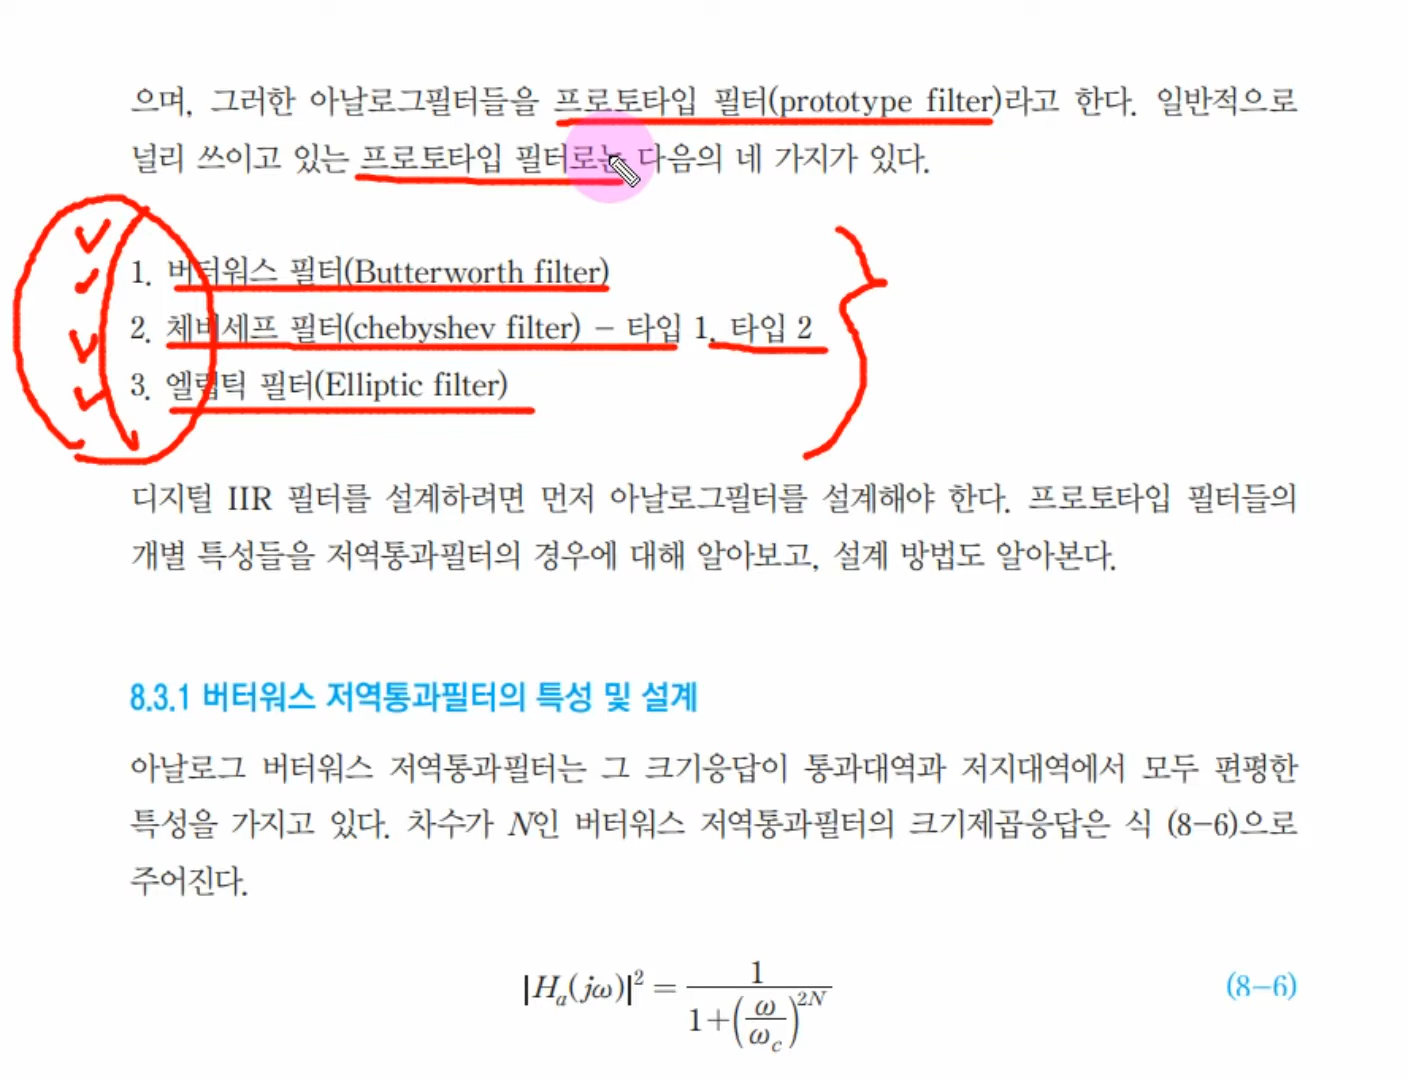 으며, 그러한 아날로그필터들을 프로토타입 필터(prototype filter)라고 한다. 일반적으로
널리 쓰이고 있는 프로토타입 필터로는 다음의 네 가지가 있다.
1. 버터워스 필터(Butterworth filter)
2. 체비세프 필터(chebyshev filter) - 타입 1, 타입 2
3. 엘립틱 필터(Elliptic filter)
디지털 IIR 필터를 설계하려면 먼저 아날로그필터를 설계해야 한다. 프로토타입 필터들의
개별 특성들을 저역통과필터의 경우에 대해 알아보고, 설계 방법도 알아본다.
8.3.1 버터워스 저역통과필터의 특성 및 설계
아날로그 버터워스 저역통과필터는 그 크기응답이 통과대역과 저지대역에서 모두 편평한
특성을 가지고 있다. 차수가 N인 버터워스 저역통과필터의 크기제곱응답은 식 (8-6)으로
주어진다.
|Hₐ(jω)|² = 1 / (1+(ω/ω_c)^{2N}) (8-6)